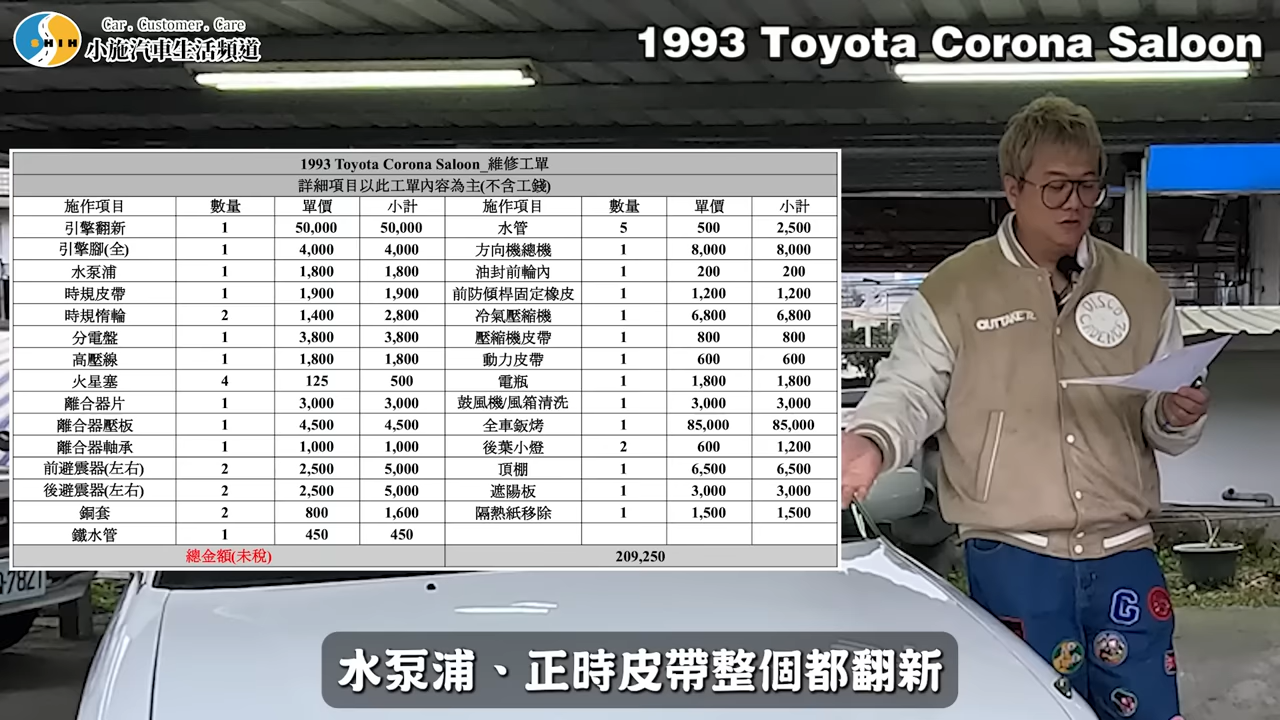 Car. Customer. Care
SHIH
小施汽車生活頻道
1993 Toyota Corona Saloon
1993 Toyota Corona Saloon_維修工單
詳細項目以此工單內容為主(不含工錢)
施作項目 數量 單價 小計 施作項目 數量 單價 小計
引擎翻新 1 50,000 50,000 水管 5 500 2,500
引擎腳(全) 1 4,000 4,000 方向機總機 1 8,000 8,000
水泵浦 1 1,800 1,800 油封前輪內 1 200 200
時規皮帶 1 1,900 1,900 前防傾桿固定橡皮 1 1,200 1,200
時規惰輪 2 1,400 2,800 冷氣壓縮機 1 6,800 6,800
分電盤 1 3,800 3,800 壓縮機皮帶 1 800 800
高壓線 1 1,800 1,800 動力皮帶 1 600 600
火星塞 4 125 500 電瓶 1 1,800 1,800
離合器片 1 3,000 3,000 鼓風機/風箱清洗 1 3,000 3,000
離合器壓板 1 4,500 4,500 全車鈑烤 1 85,000 85,000
離合器軸承 1 1,000 1,000 後葉小燈 2 600 1,200
前避震器(左右) 2 2,500 5,000 頂棚 1 6,500 6,500
後避震器(左右) 2 2,500 5,000 遮陽板 1 3,000 3,000
銅套 2 800 1,600 隔熱紙移除 1 1,500 1,500
鐵水管 1 450 450
總金額(未稅) 209,250
OUTTAKE'R
DISCO
G
水泵浦、正時皮帶整個都翻新